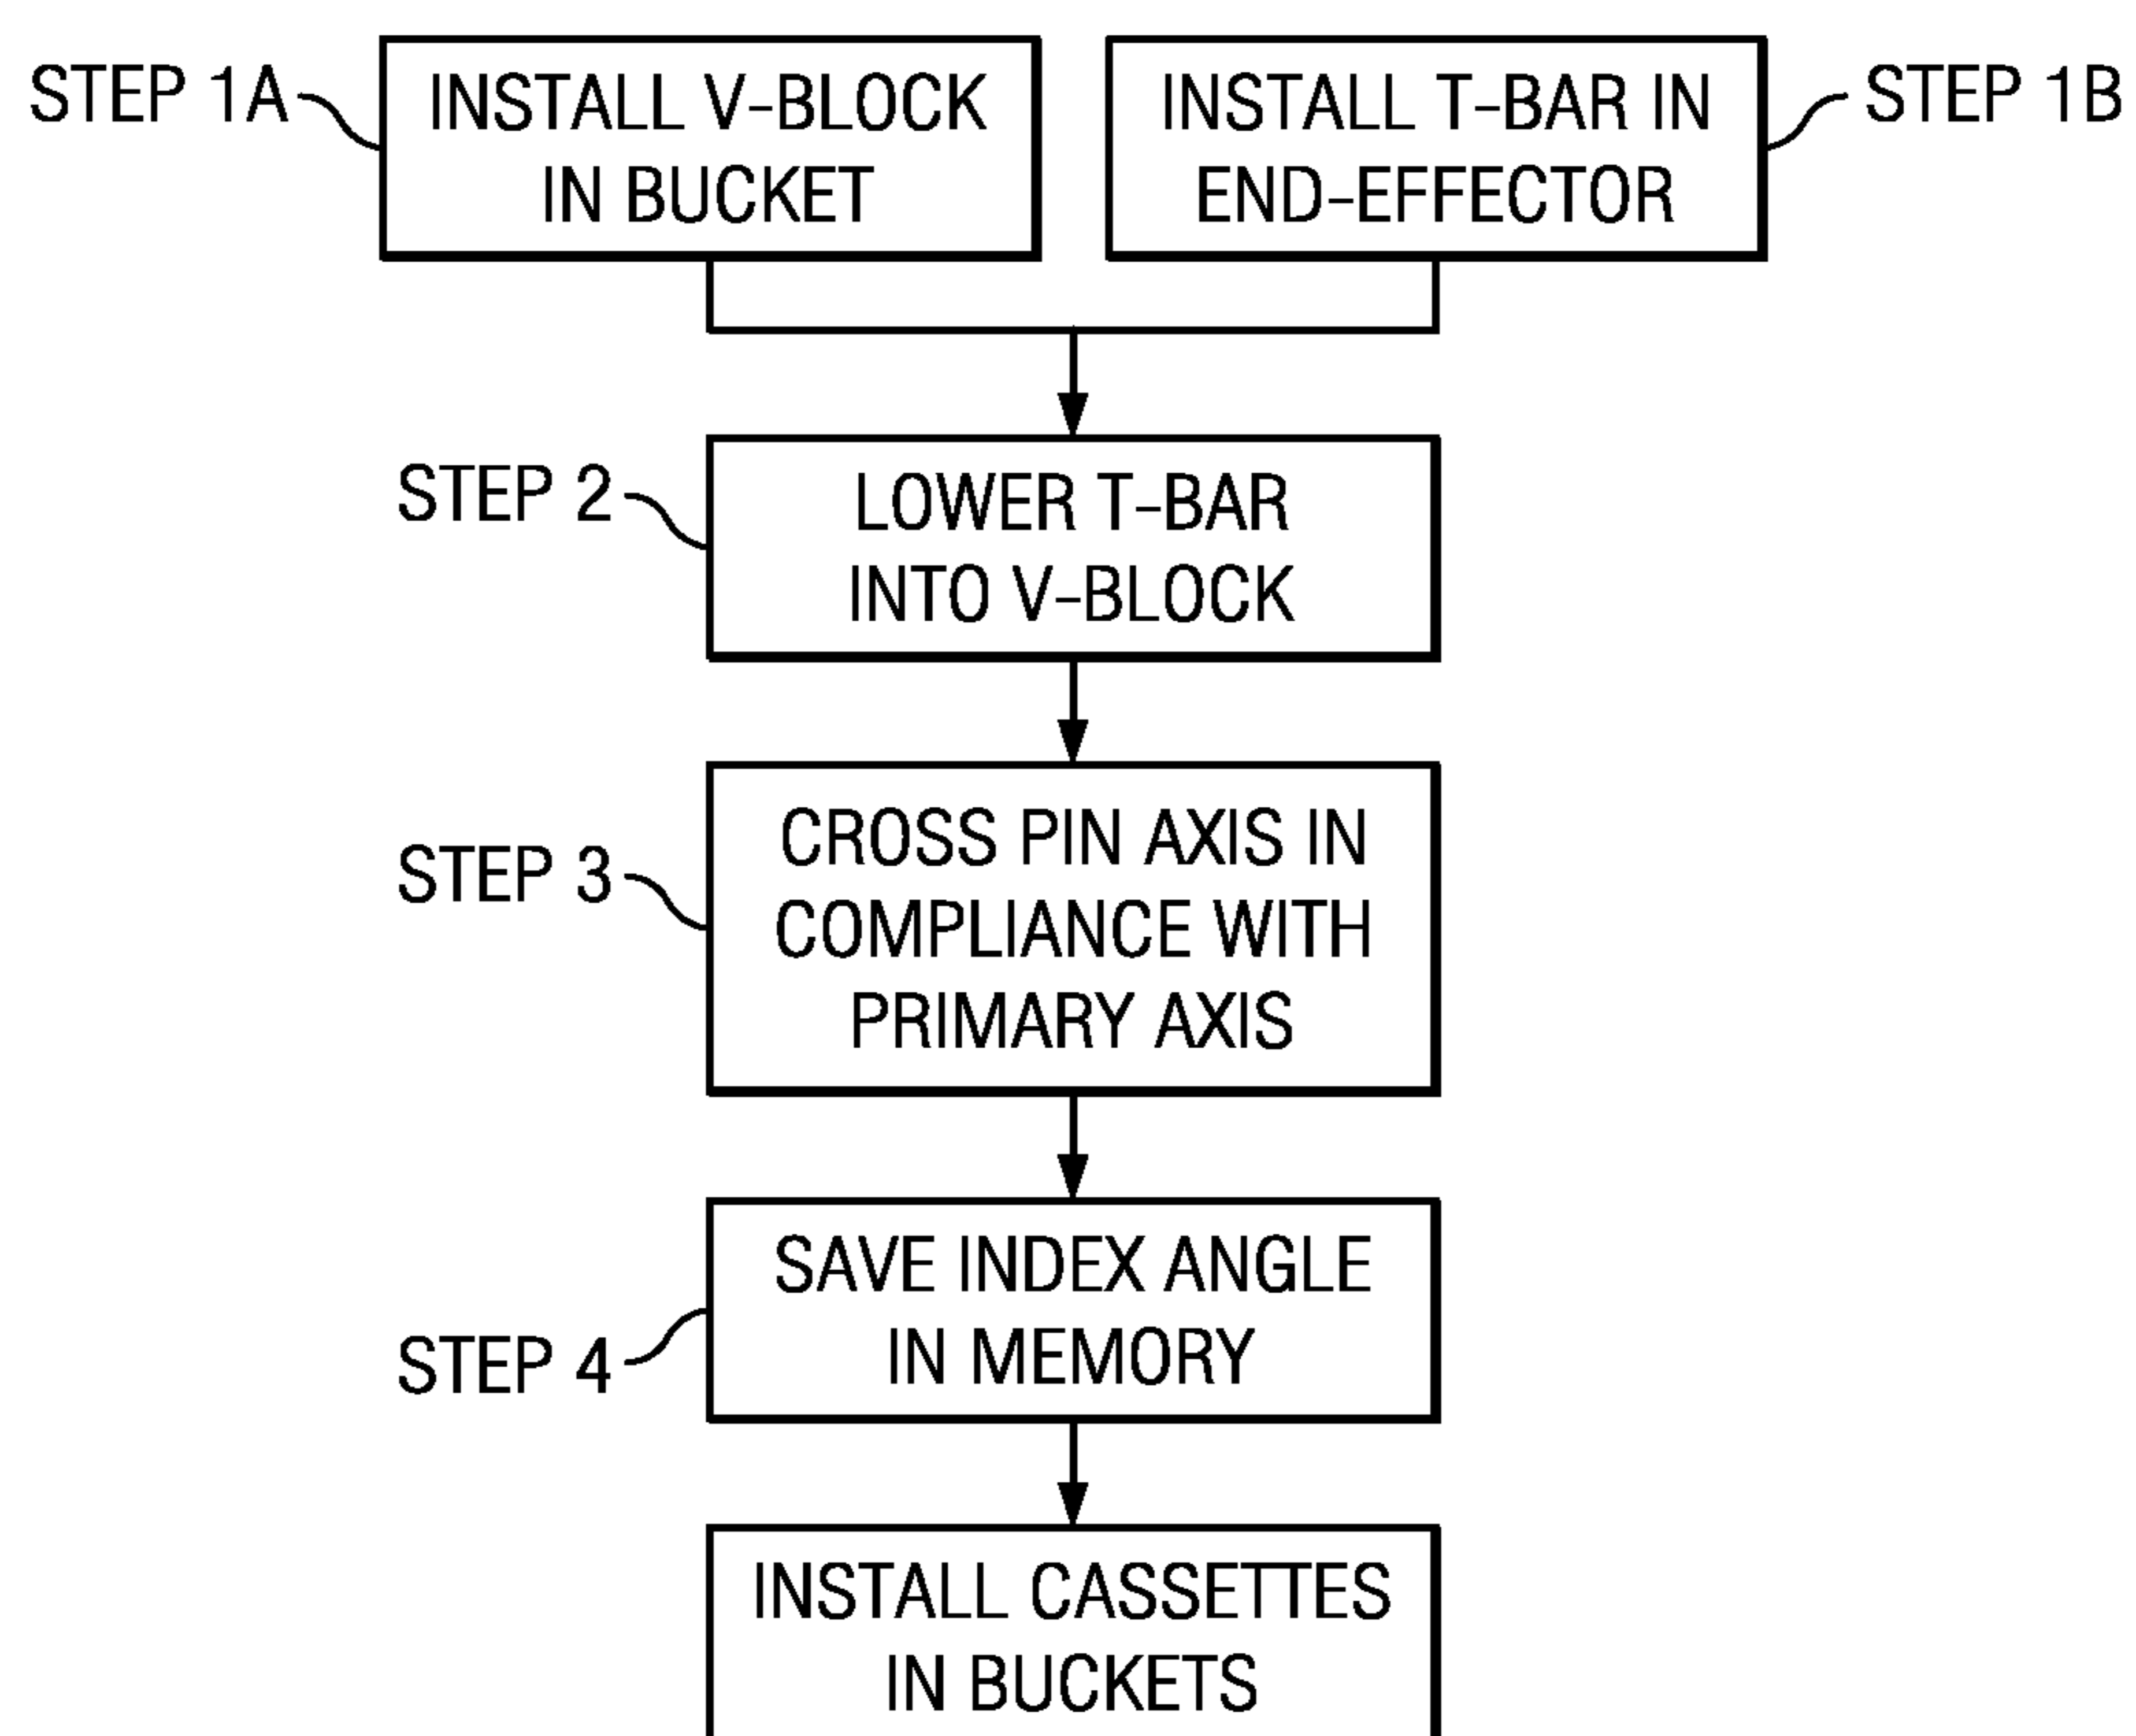 STEP 1A
INSTALL V-BLOCK
IN BUCKET
INSTALL T-BAR IN
END-EFFECTOR
STEP 1B
STEP 2
LOWER T-BAR
INTO V-BLOCK
STEP 3
CROSS PIN AXIS IN
COMPLIANCE WITH
PRIMARY AXIS
STEP 4
SAVE INDEX ANGLE
IN MEMORY
INSTALL CASSETTES
IN BUCKETS